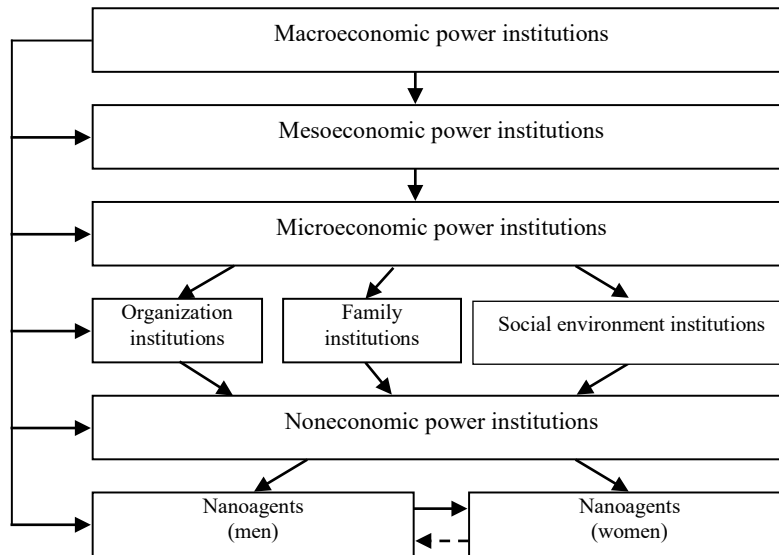 Macroeconomic power institutions
Mesoeconomic power institutions
Microeconomic power institutions
Organization
institutions
Family
institutions
Social environment institutions
Noneconomic power institutions
Nanoagents
(men)
Nanoagents
(women)